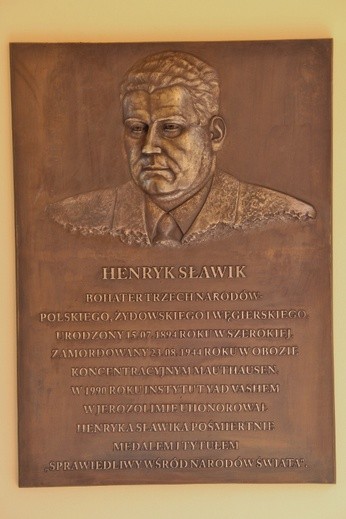 HENRYK SŁAWIK
BOHATER TRZECH NARODÓW:
POLSKIEGO, ŻYDOWSKIEGO I WĘGIERSKIEGO.
URODZONY 15.07.1894 ROKU W SZEROKIEJ.
ZAMORDOWANY 23.08.1944 ROKU W OBOZIE
KONCENTRACYJNYM MAUTHAUSEN.
W 1990 ROKU INSTYTUT YAD VASHEM
W JEROZOLIMIE UHONOROWAŁ
HENRYKA SŁAWIKA POŚMIERTNIE
MEDALEM I TYTUŁEM
„SPRAWIEDLIWY WŚRÓD NARODÓW ŚWIATA”.